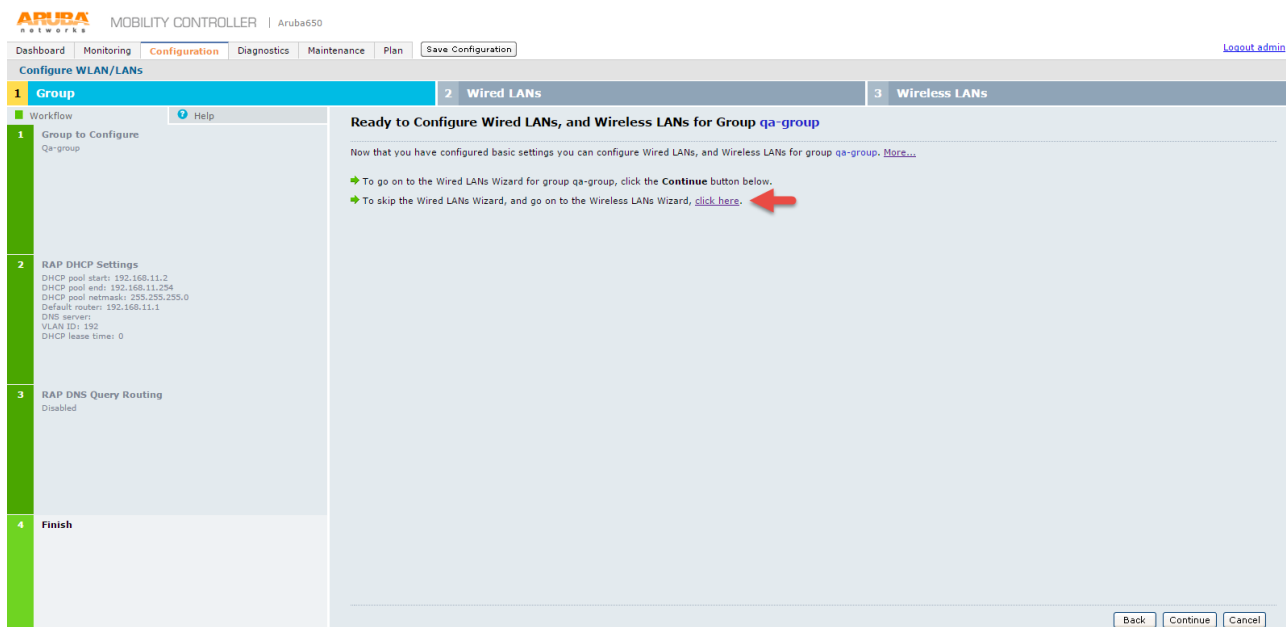 ARUBA
networks
MOBILITY CONTROLLER | Aruba650
Dashboard Monitoring Configuration Diagnostics Maintenance Plan Save Configuration
Logout admin
Configure WLAN/LANs
1 Group
2 Wired LANs
3 Wireless LANs
Workflow
? Help
1 Group to Configure
Qa-group
2 RAP DHCP Settings
DHCP pool start: 192.168.11.2
DHCP pool end: 192.168.11.254
DHCP pool netmask: 255.255.255.0
Default router: 192.168.11.1
DNS server:
VLAN ID: 192
DHCP lease time: 0
3 RAP DNS Query Routing
Disabled
4 Finish
Ready to Configure Wired LANs, and Wireless LANs for Group qa-group
Now that you have configured basic settings you can configure Wired LANs, and Wireless LANs for group qa-group. More...
To go on to the Wired LANs Wizard for group qa-group, click the Continue button below.
To skip the Wired LANs Wizard, and go on to the Wireless LANs Wizard, click here.
Back Continue Cancel